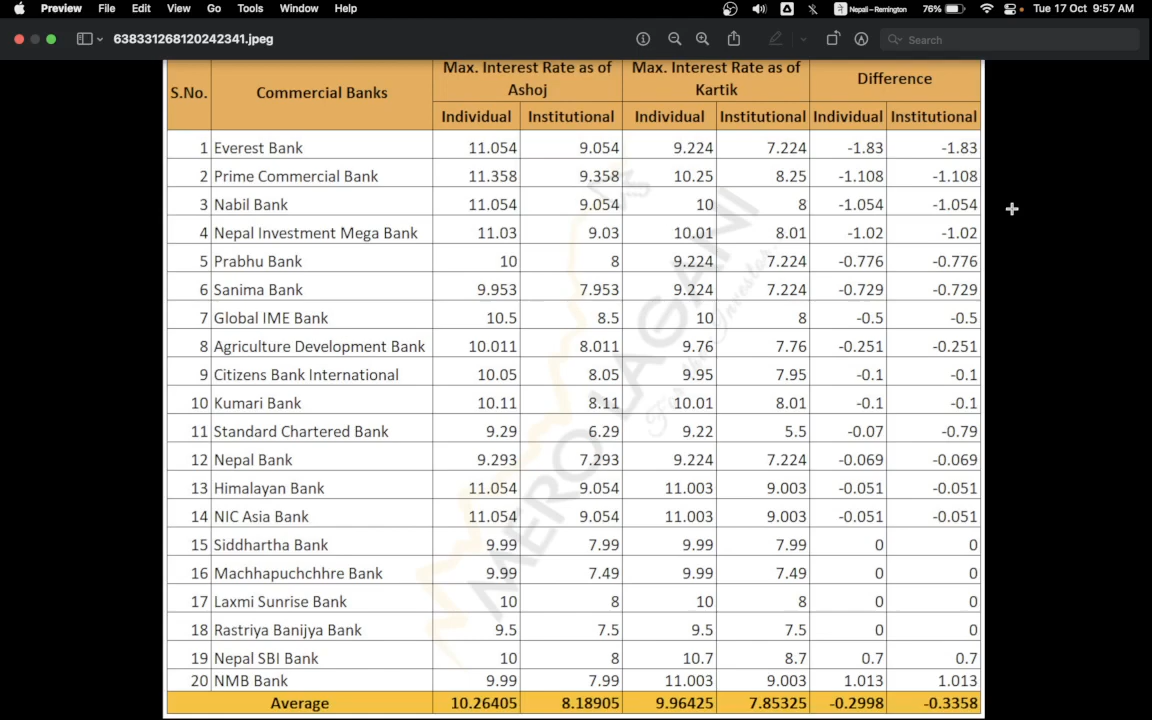 Preview File Edit View Go Tools Window Help Nepali – Remington 76% Tue 17 Oct 9:57 AM
638331268120242341.jpeg Search
S.No. Commercial Banks Max. Interest Rate as of Ashoj Max. Interest Rate as of Kartik Difference
Individual Institutional Individual Institutional Individual Institutional
1 Everest Bank 11.054 9.054 9.224 7.224 -1.83 -1.83
2 Prime Commercial Bank 11.358 9.358 10.25 8.25 -1.108 -1.108
3 Nabil Bank 11.054 9.054 10 8 -1.054 -1.054
4 Nepal Investment Mega Bank 11.03 9.03 10.01 8.01 -1.02 -1.02
5 Prabhu Bank 10 8 9.224 7.224 -0.776 -0.776
6 Sanima Bank 9.953 7.953 9.224 7.224 -0.729 -0.729
7 Global IME Bank 10.5 8.5 10 8 -0.5 -0.5
8 Agriculture Development Bank 10.011 8.011 9.76 7.76 -0.251 -0.251
9 Citizens Bank International 10.05 8.05 9.95 7.95 -0.1 -0.1
10 Kumari Bank 10.11 8.11 10.01 8.01 -0.1 -0.1
11 Standard Chartered Bank 9.29 6.29 9.22 5.5 -0.07 -0.79
12 Nepal Bank 9.293 7.293 9.224 7.224 -0.069 -0.069
13 Himalayan Bank 11.054 9.054 11.003 9.003 -0.051 -0.051
14 NIC Asia Bank 11.054 9.054 11.003 9.003 -0.051 -0.051
15 Siddhartha Bank 9.99 7.99 9.99 7.99 0 0
16 Machhapuchchhre Bank 9.99 7.49 9.99 7.49 0 0
17 Laxmi Sunrise Bank 10 8 10 8 0 0
18 Rastriya Banijya Bank 9.5 7.5 9.5 7.5 0 0
19 Nepal SBI Bank 10 8 10.7 8.7 0.7 0.7
20 NMB Bank 9.99 7.99 11.003 9.003 1.013 1.013
Average 10.26405 8.18905 9.96425 7.85325 -0.2998 -0.3358
MERO LAGANI
For the Investor